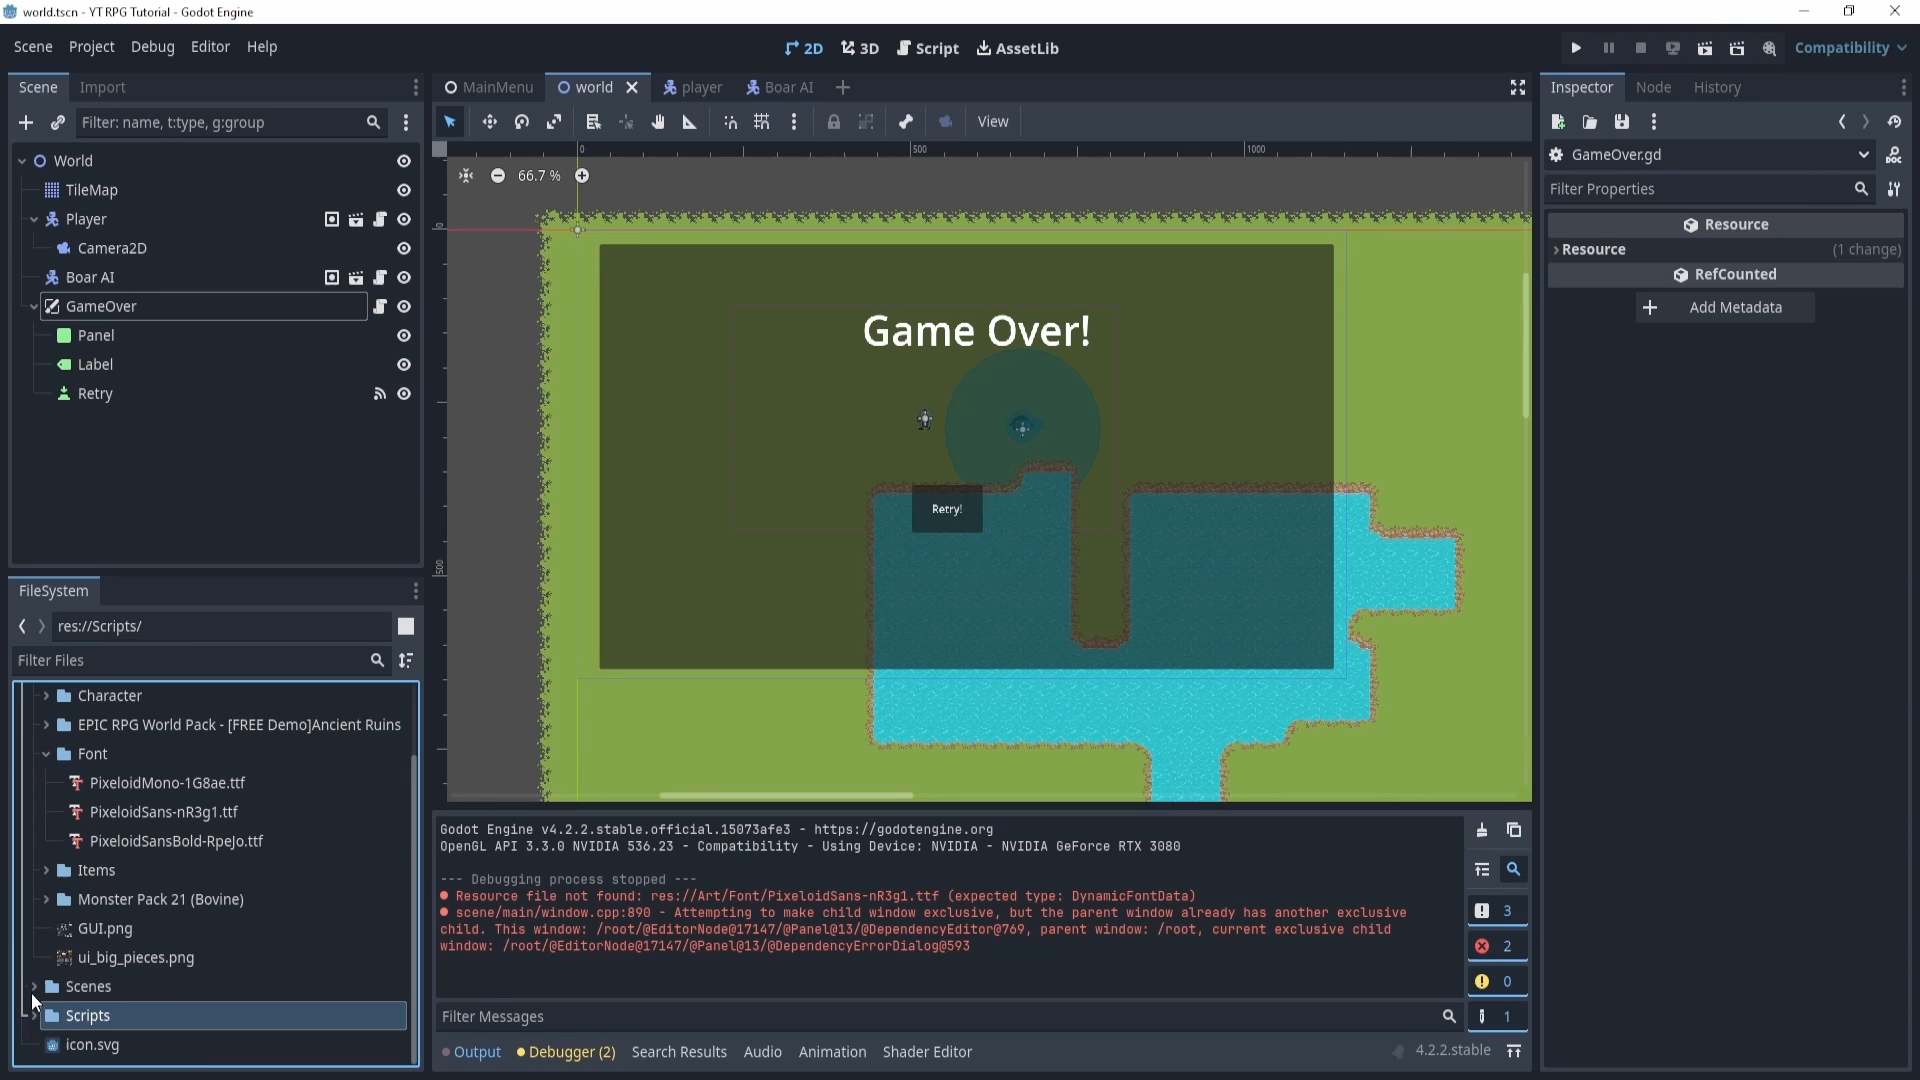 world.tscn - YT RPG Tutorial - Godot Engine
Scene Project Debug Editor Help
2D 3D Script AssetLib
Compatibility
Scene Import
MainMenu world player Boar AI
Inspector Node History
Filter: name, t:type, g:group
View
World
TileMap
Player
Camera2D
Boar AI
GameOver
Panel
Label
Retry
0 500 1000
66.7 %
0
500
Game Over!
Retry!
GameOver.gd
Filter Properties
Resource
Resource (1 change)
RefCounted
Add Metadata
FileSystem
res://Scripts/
Filter Files
Character
EPIC RPG World Pack - [FREE Demo]Ancient Ruins
Font
PixeloidMono-1G8ae.ttf
PixeloidSans-nR3g1.ttf
PixeloidSansBold-RpeJo.ttf
Items
Monster Pack 21 (Bovine)
GUI.png
ui_big_pieces.png
Scenes
Scripts
icon.svg
Godot Engine v4.2.2.stable.official.15073afe3 - https://godotengine.org
OpenGL API 3.3.0 NVIDIA 536.23 - Compatibility - Using Device: NVIDIA - NVIDIA GeForce RTX 3080
--- Debugging process stopped ---
Resource file not found: res://Art/Font/PixeloidSans-nR3g1.ttf (expected type: DynamicFontData)
scene/main/window.cpp:890 - Attempting to make child window exclusive, but the parent window already has another exclusive
child. This window: /root/@EditorNode@17147/@Panel@13/@DependencyEditor@769, parent window: /root, current exclusive child
window: /root/@EditorNode@17147/@Panel@13/@DependencyErrorDialog@593
3
2
0
1
Filter Messages
Output Debugger (2) Search Results Audio Animation Shader Editor
4.2.2.stable